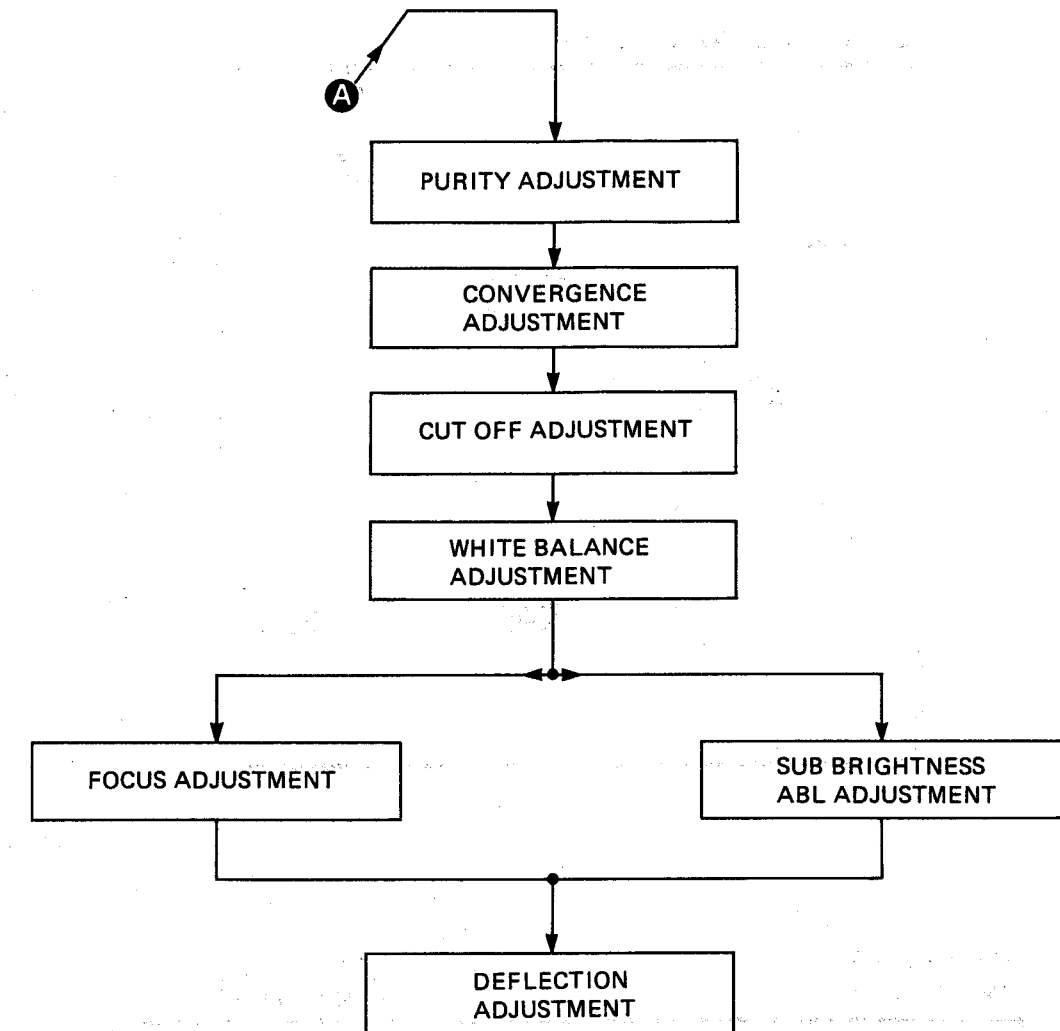 A
PURITY ADJUSTMENT
CONVERGENCE
ADJUSTMENT
CUT OFF ADJUSTMENT
WHITE BALANCE
ADJUSTMENT
FOCUS ADJUSTMENT
SUB BRIGHTNESS
ABL ADJUSTMENT
DEFLECTION
ADJUSTMENT